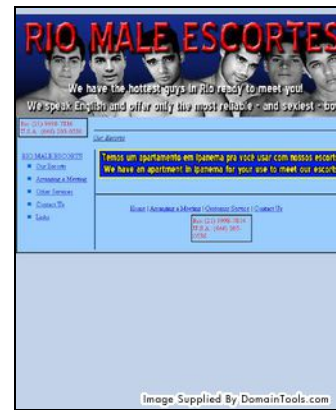 RIO MALE ESCORTES
We have the hottest guys in Rio ready to meet you!
We speak English and offer only the most reliable - and sexiest - bo
Our Escorts
RIO MALE ESCORTS
Our Escorts
Arranging a Meeting
Other Services
Contact Us
Links
Temos um apartamento em Ipanema pra você usar com nossos escort
We have an apartment in Ipanema for your use to meet our escorts
Home | Arranging a Meeting | Customer Service | Contact Us
Image Supplied By DomainTools.com